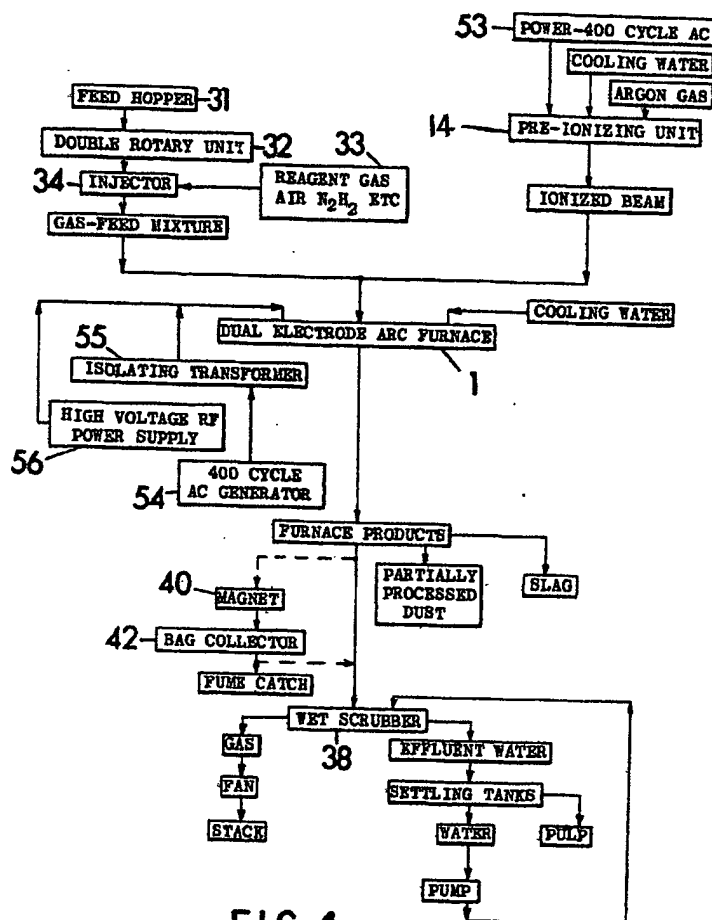 53
POWER-400 CYCLE AC
COOLING WATER
ARGON GAS
14
PRE-IONIZING UNIT
IONIZED BEAM
FEED HOPPER
31
DOUBLE ROTARY UNIT
32
33
34
INJECTOR
REAGENT GAS
AIR N₂H₂ ETC
GAS-FEED MIXTURE
COOLING WATER
DUAL ELECTRODE ARC FURNACE
1
55
ISOLATING TRANSFORMER
HIGH VOLTAGE RF
POWER SUPPLY
56
54
400 CYCLE
AC GENERATOR
FURNACE PRODUCTS
PARTIALLY
PROCESSED
DUST
SLAG
40
MAGNET
42
BAG COLLECTOR
FUME CATCH
WET SCRUBBER
38
GAS
FAN
STACK
EFFLUENT WATER
SETTLING TANKS
WATER
PULP
PUMP
FIG 4